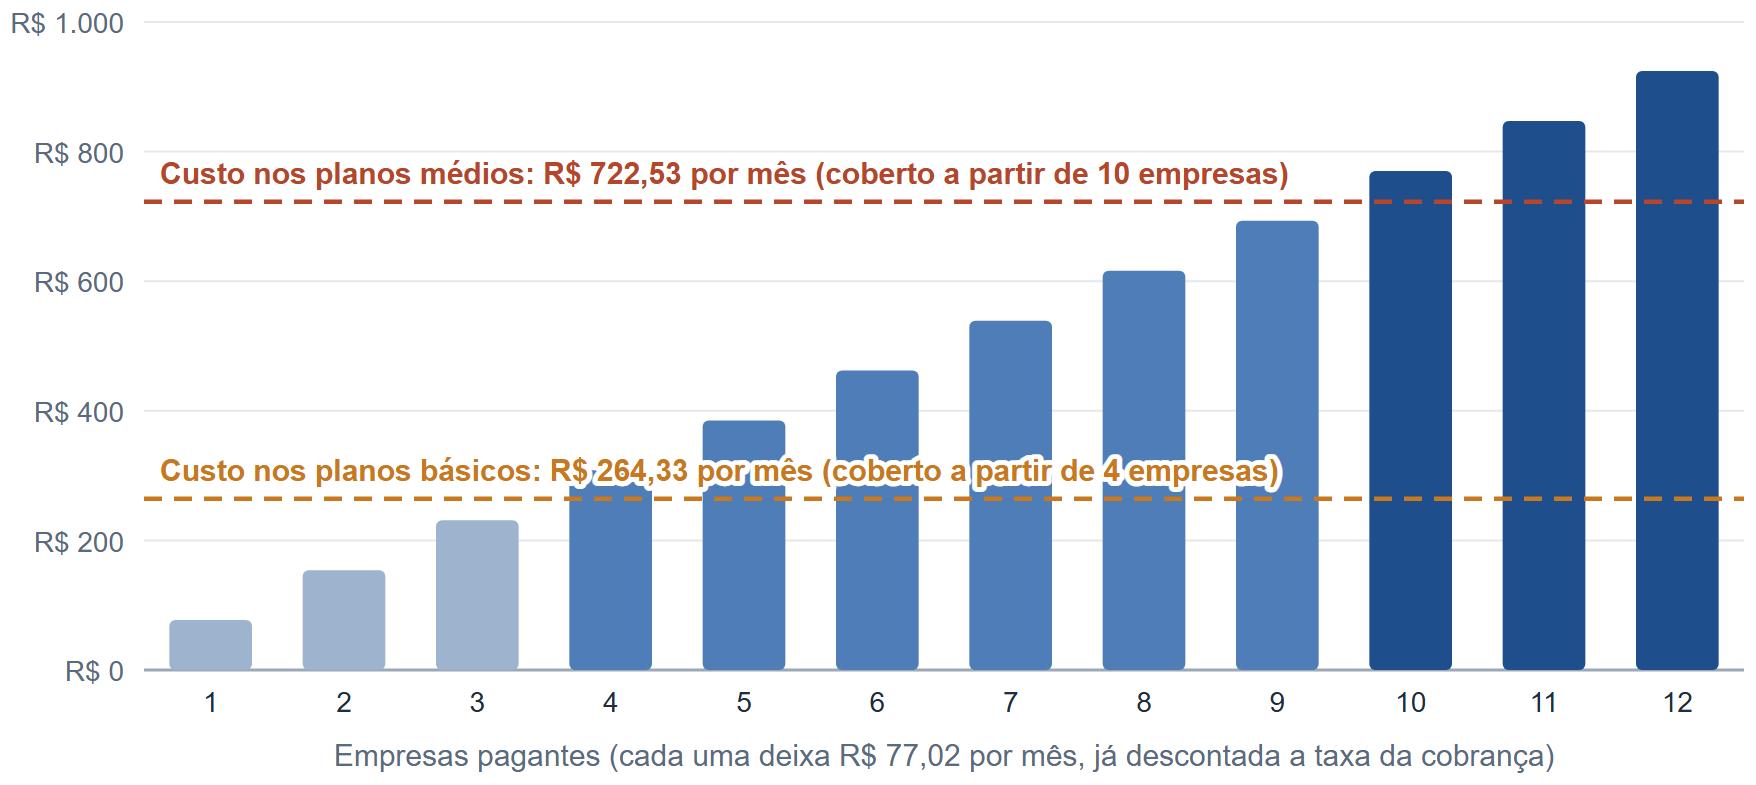 R$ 1.000
R$ 800
Custo nos planos médios: R$ 722,53 por mês (coberto a partir de 10 empresas)
R$ 600
R$ 400
Custo nos planos básicos: R$ 264,33 por mês (coberto a partir de 4 empresas)
R$ 200
R$ 0
1 2 3 4 5 6 7 8 9 10 11 12
Empresas pagantes (cada uma deixa R$ 77,02 por mês, já descontada a taxa da cobrança)